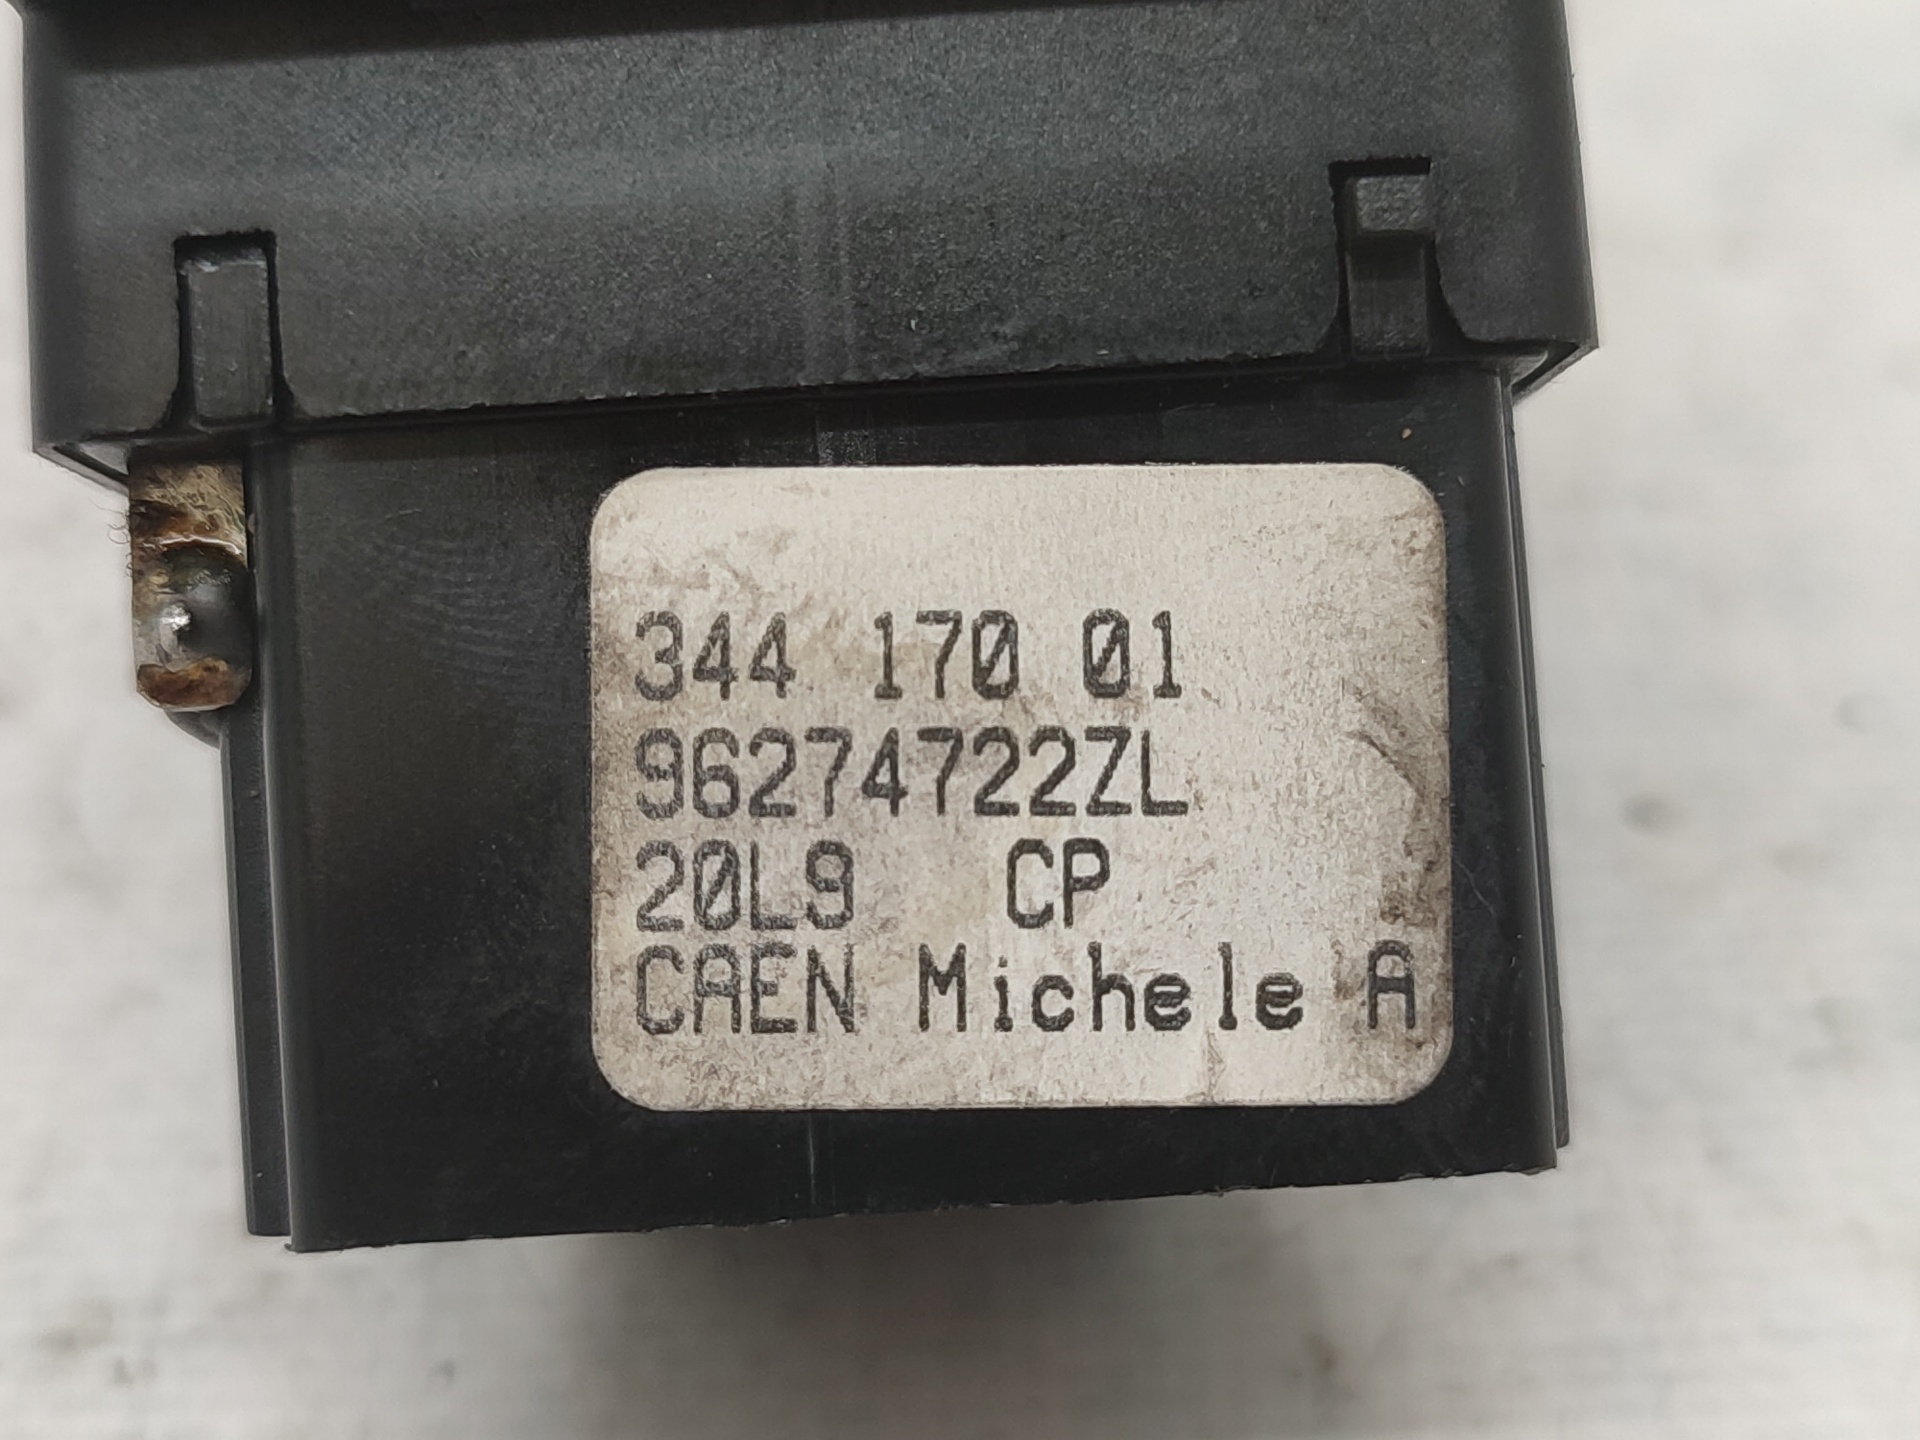 344 170 01
96274722ZL
20L9 CP
CAEN Michele A